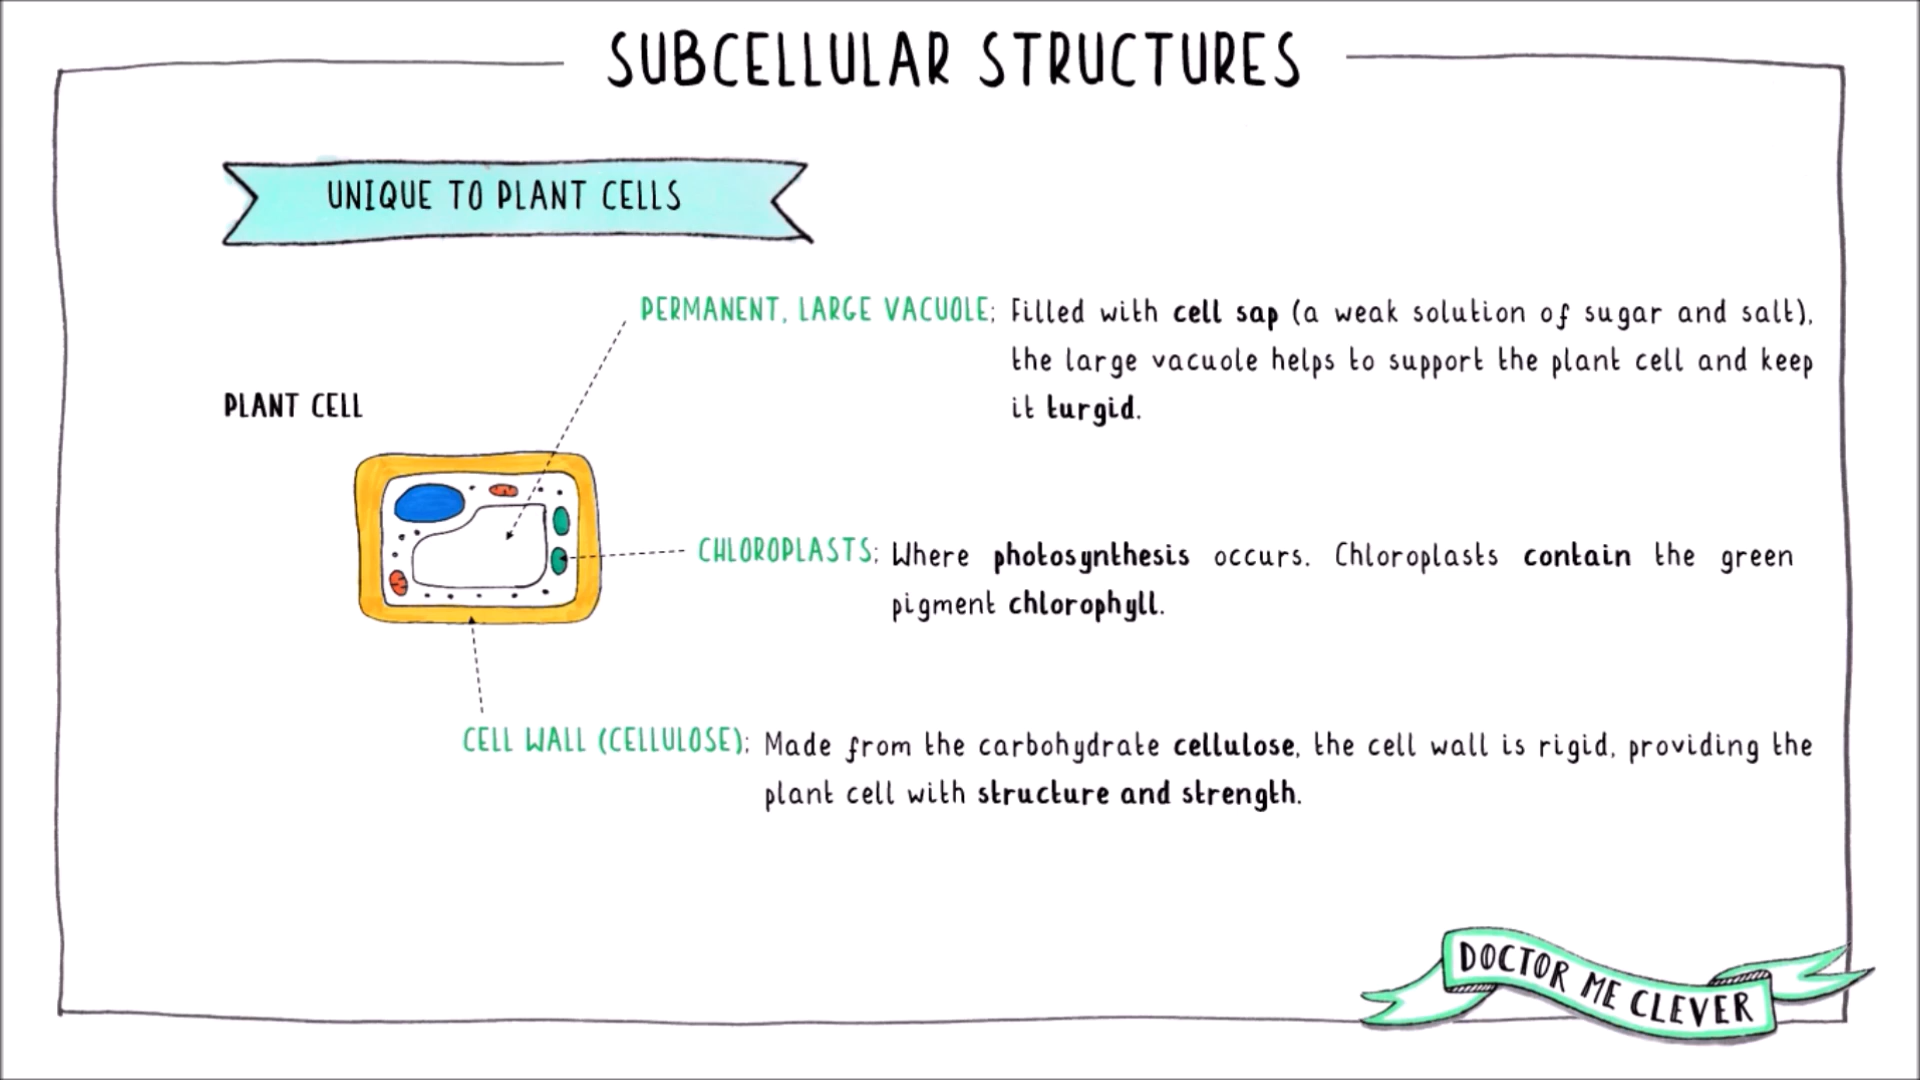 SUBCELLULAR STRUCTURES
UNIQUE TO PLANT CELLS
PERMANENT, LARGE VACUOLE; Filled with cell sap (a weak solution of sugar and salt),
the large vacuole helps to support the plant cell and keep
it turgid.
PLANT CELL
CHLOROPLASTS; Where photosynthesis occurs. Chloroplasts contain the green
pigment chlorophyll.
CELL WALL (CELLULOSE); Made from the carbohydrate cellulose, the cell wall is rigid, providing the
plant cell with structure and strength.
DOCTOR ME CLEVER